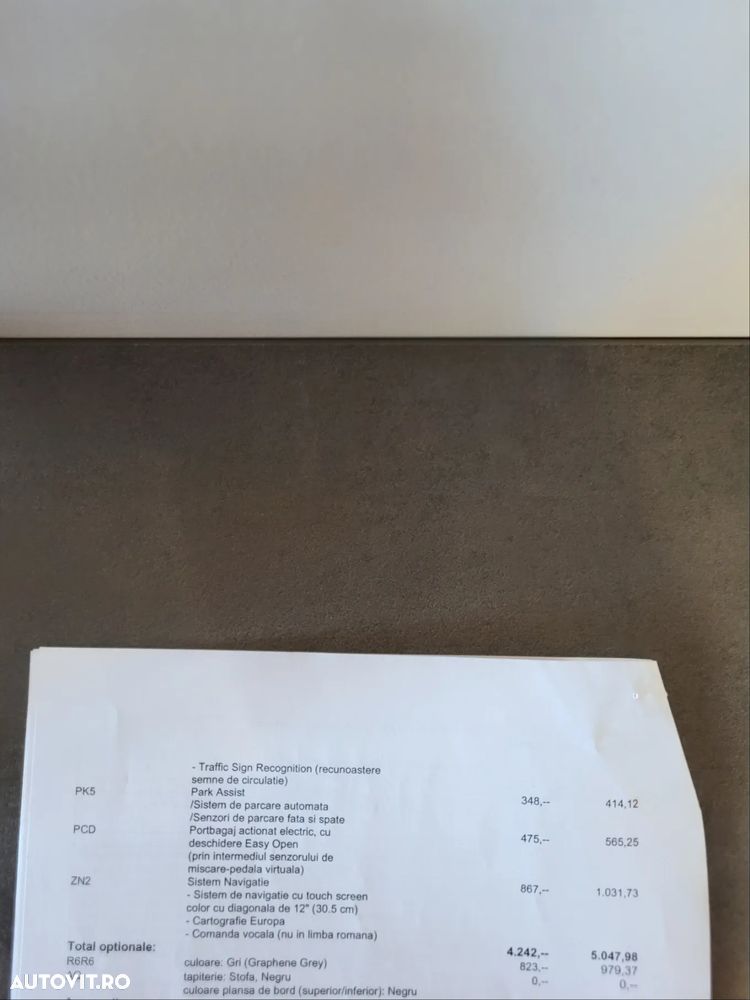 - Traffic Sign Recognition (recunoastere
semne de circulatie)
PK5 Park Assist
/Sistem de parcare automata 348,-- 414,12
/Senzori de parcare fata si spate
PCD Portbagaj actionat electric, cu
deschidere Easy Open 475,-- 565,25
(prin intermediul senzorului de
miscare-pedala virtuala)
ZN2 Sistem Navigatie 867,-- 1.031,73
- Sistem de navigatie cu touch screen
color cu diagonala de 12" (30.5 cm)
- Cartografie Europa
- Comanda vocala (nu in limba romana)
Total optionale: 4.242,-- 5.047,98
R6R6 culoare: Gri (Graphene Grey) 823,-- 979,37
tapiterie: Stofa, Negru 0,-- 0,--
culoare plansa de bord (superior/inferior): Negru
AUTOVIT.RO